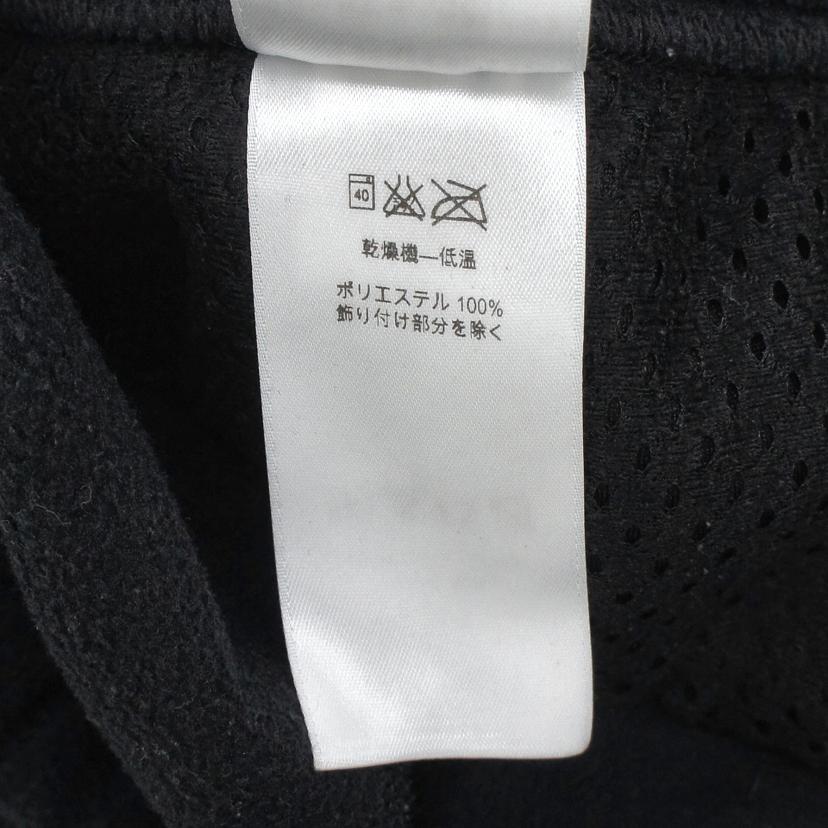 40
乾燥機—低温
ポリエステル 100%
飾り付け部分を除く